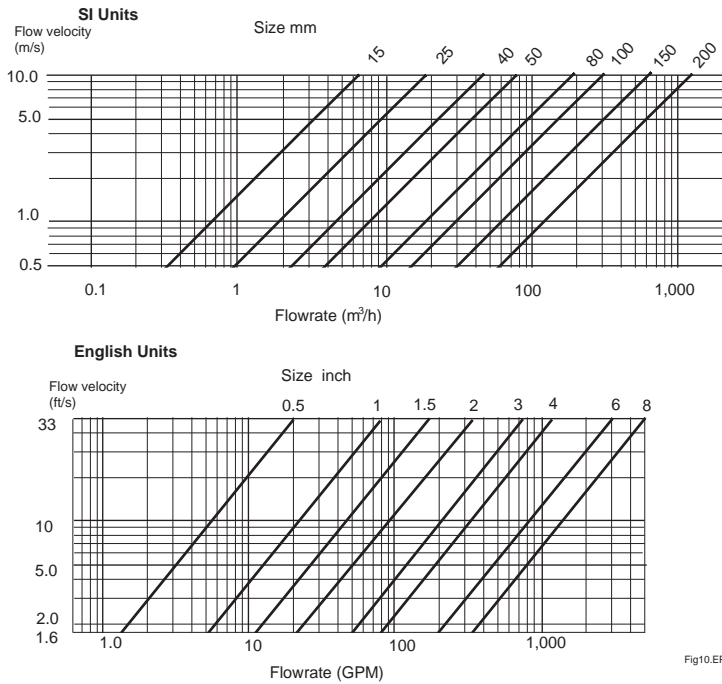 SI Units
Flow velocity
(m/s)
Size mm
15 25 40 50 80 100 150 200
10.0
5.0
1.0
0.5
0.1 1 10 100 1,000
Flowrate (m³/h)
English Units
Flow velocity
(ft/s)
Size inch
0.5 1 1.5 2 3 4 6 8
33
10
5.0
2.0
1.6
1.0 10 100 1,000
Flowrate (GPM)